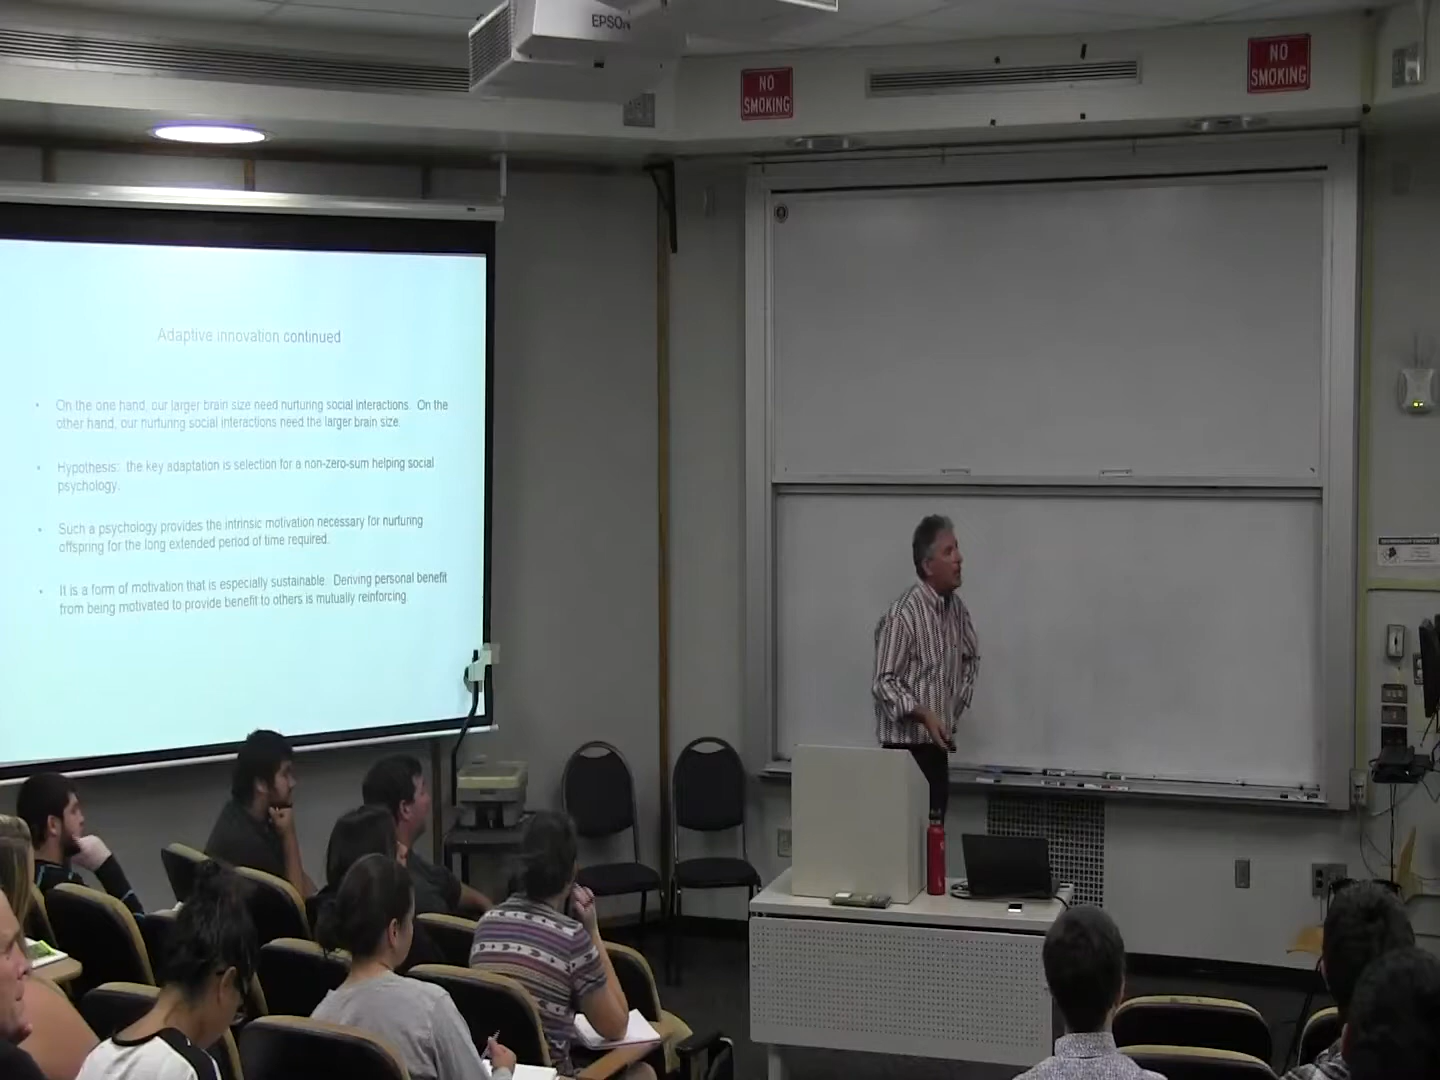 EPSON
NO
SMOKING
NO
SMOKING
Adaptive innovation continued
• On the one hand, our larger brain size need nurturing social interactions. On the
other hand, our nurturing social interactions need the larger brain size.
• Hypothesis: the key adaptation is selection for a non-zero-sum helping social
psychology.
• Such a psychology provides the intrinsic motivation necessary for nurturing
offspring for the long extended period of time required.
• It is a form of motivation that is especially sustainable. Deriving personal benefit
from being motivated to provide benefit to others is mutually reinforcing.